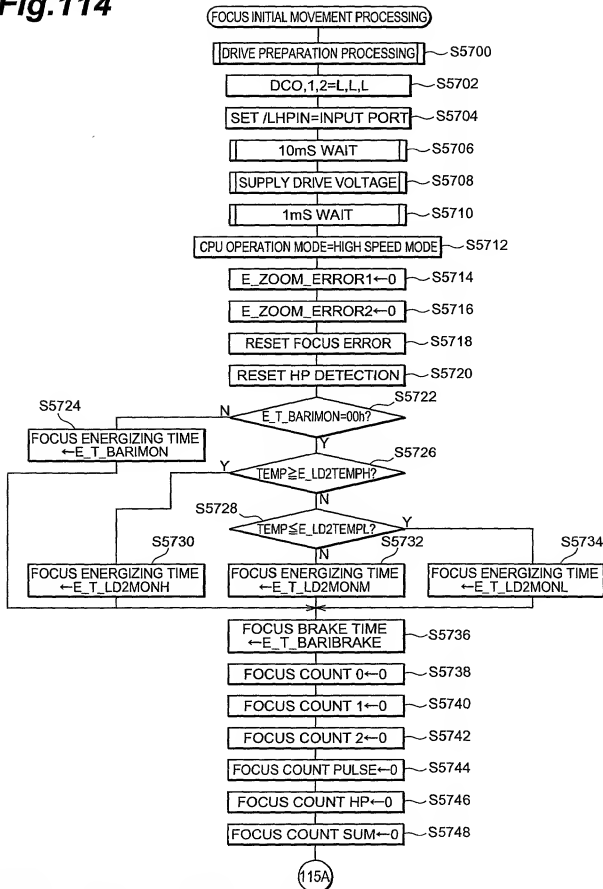 Fig.114
FOCUS INITIAL MOVEMENT PROCESSING
DRIVE PREPARATION PROCESSING
S5700
DCO,1,2=L,L,L
S5702
SET /LHPIN=INPUT PORT
S5704
10mS WAIT
S5706
SUPPLY DRIVE VOLTAGE
S5708
1mS WAIT
S5710
CPU OPERATION MODE=HIGH SPEED MODE
S5712
E_ZOOM_ERROR1←0
S5714
E_ZOOM_ERROR2←0
S5716
RESET FOCUS ERROR
S5718
RESET HP DETECTION
S5720
S5722
E_T_BARIMON=00h?
N
Y
S5724
FOCUS ENERGIZING TIME
←E_T_BARIMON
S5726
TEMP≧E_LD2TEMPH?
Y
N
S5728
TEMP≦E_LD2TEMPL?
Y
N
S5730
FOCUS ENERGIZING TIME
←E_T_LD2MONH
S5732
FOCUS ENERGIZING TIME
←E_T_LD2MONM
S5734
FOCUS ENERGIZING TIME
←E_T_LD2MONL
FOCUS BRAKE TIME
←E_T_BARIBRAKE
S5736
FOCUS COUNT 0←0
S5738
FOCUS COUNT 1←0
S5740
FOCUS COUNT 2←0
S5742
FOCUS COUNT PULSE←0
S5744
FOCUS COUNT HP←0
S5746
FOCUS COUNT SUM←0
S5748
115A